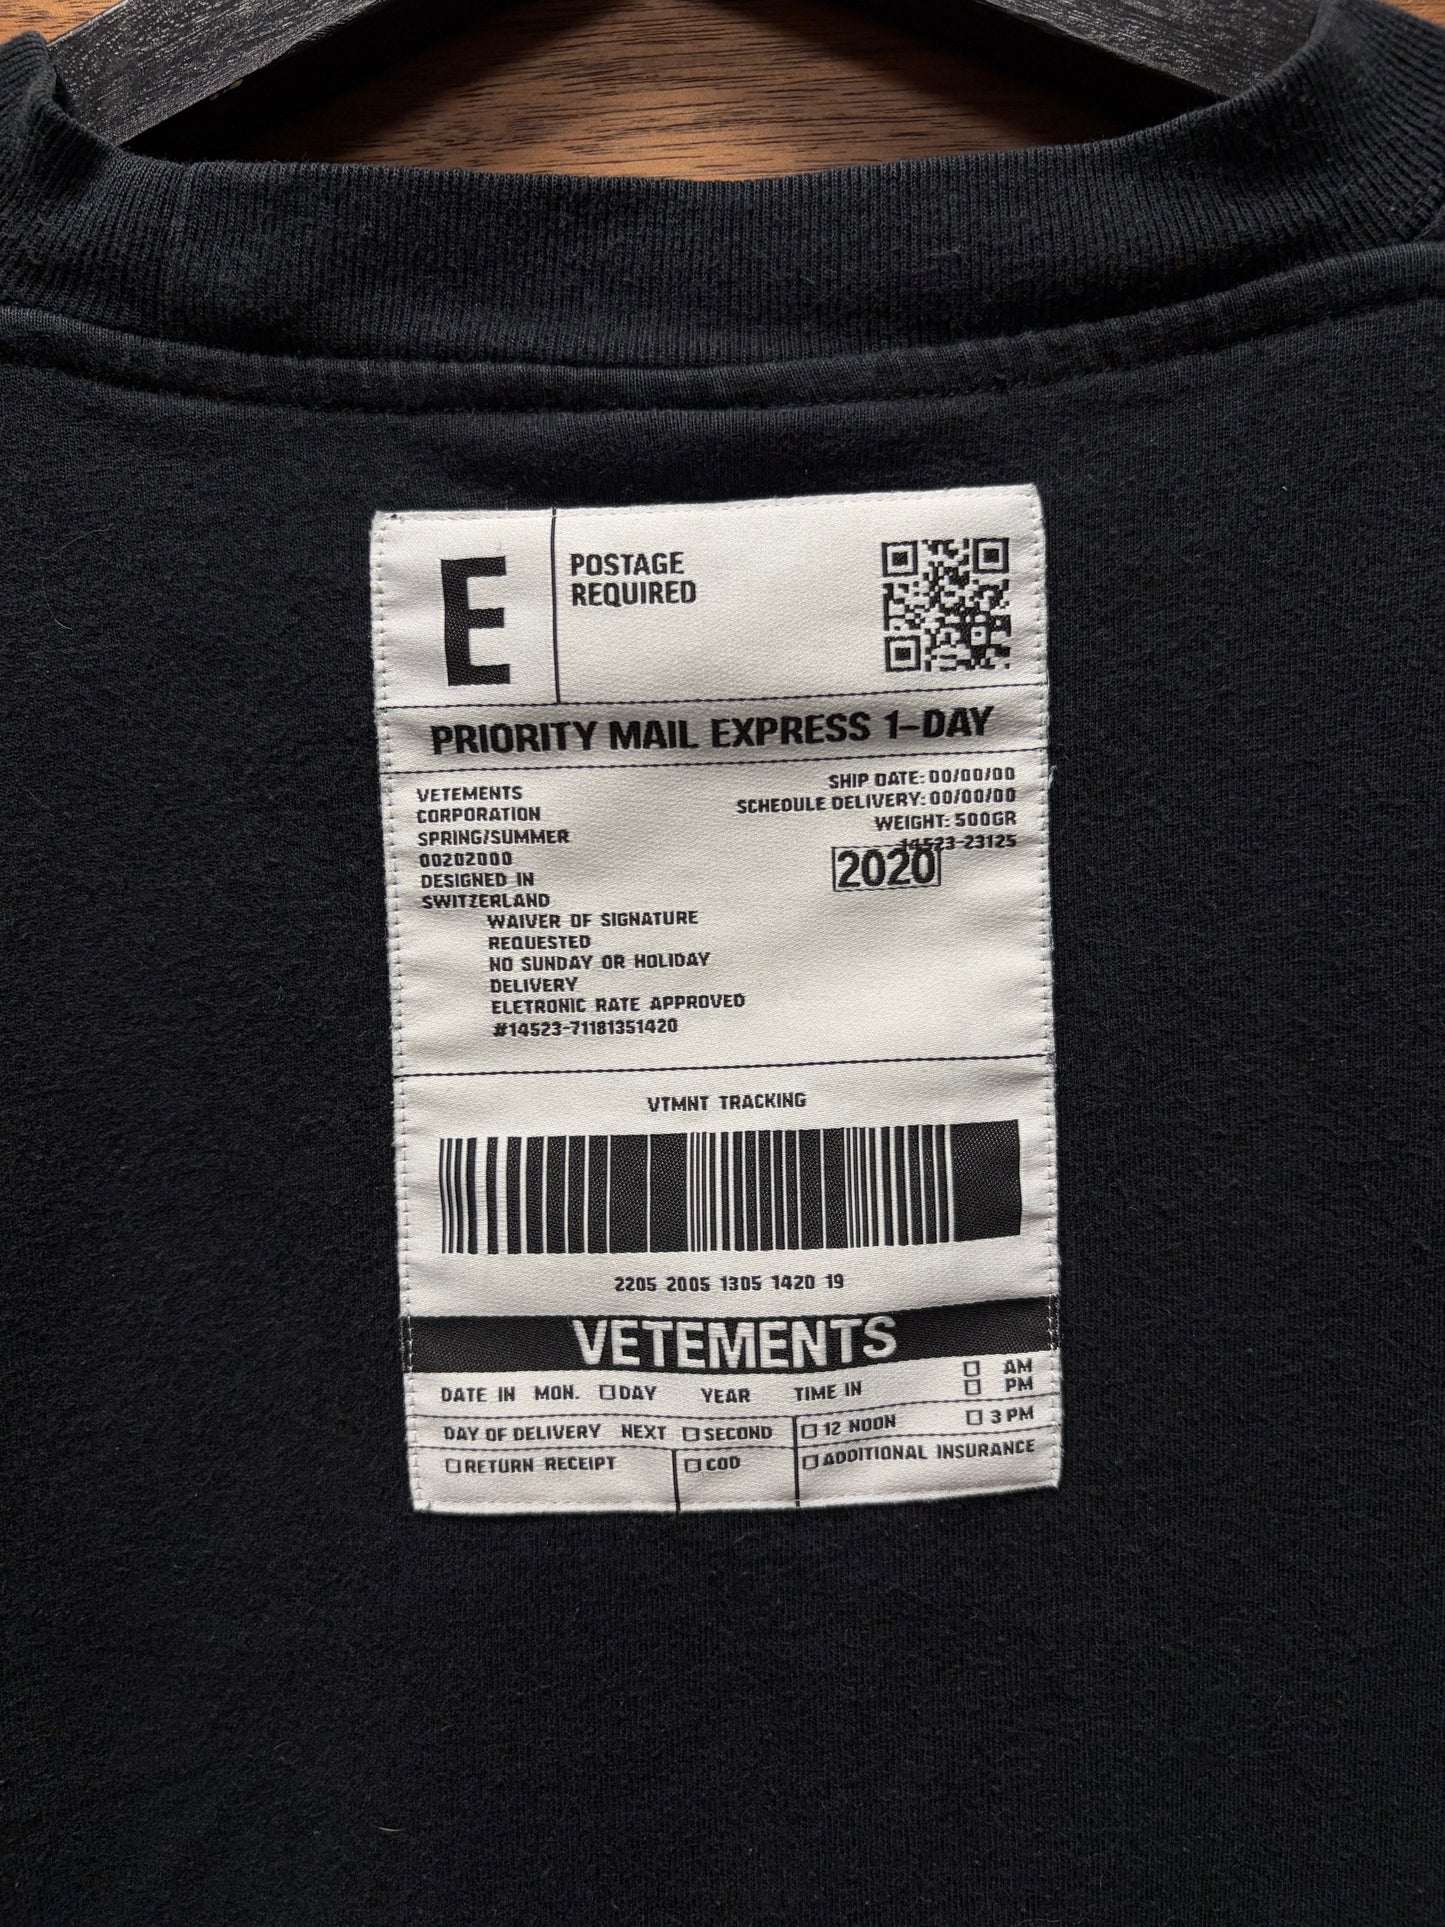 E
POSTAGE
REQUIRED
PRIORITY MAIL EXPRESS 1-DAY
VETEMENTS
CORPORATION
SPRING/SUMMER
00202000
DESIGNED IN
SWITZERLAND
SHIP DATE: 00/00/00
SCHEDULE DELIVERY: 00/00/00
WEIGHT: 500GR
14523-23125
2020
WAIVER OF SIGNATURE
REQUESTED
NO SUNDAY OR HOLIDAY
DELIVERY
ELETRONIC RATE APPROVED
#14523-71181351420
VTMNT TRACKING
2205 2005 1305 1420 19
VETEMENTS
DATE IN MON. DAY YEAR TIME IN AM
PM
DAY OF DELIVERY NEXT SECOND 12 NOON 3 PM
RETURN RECEIPT COD ADDITIONAL INSURANCE